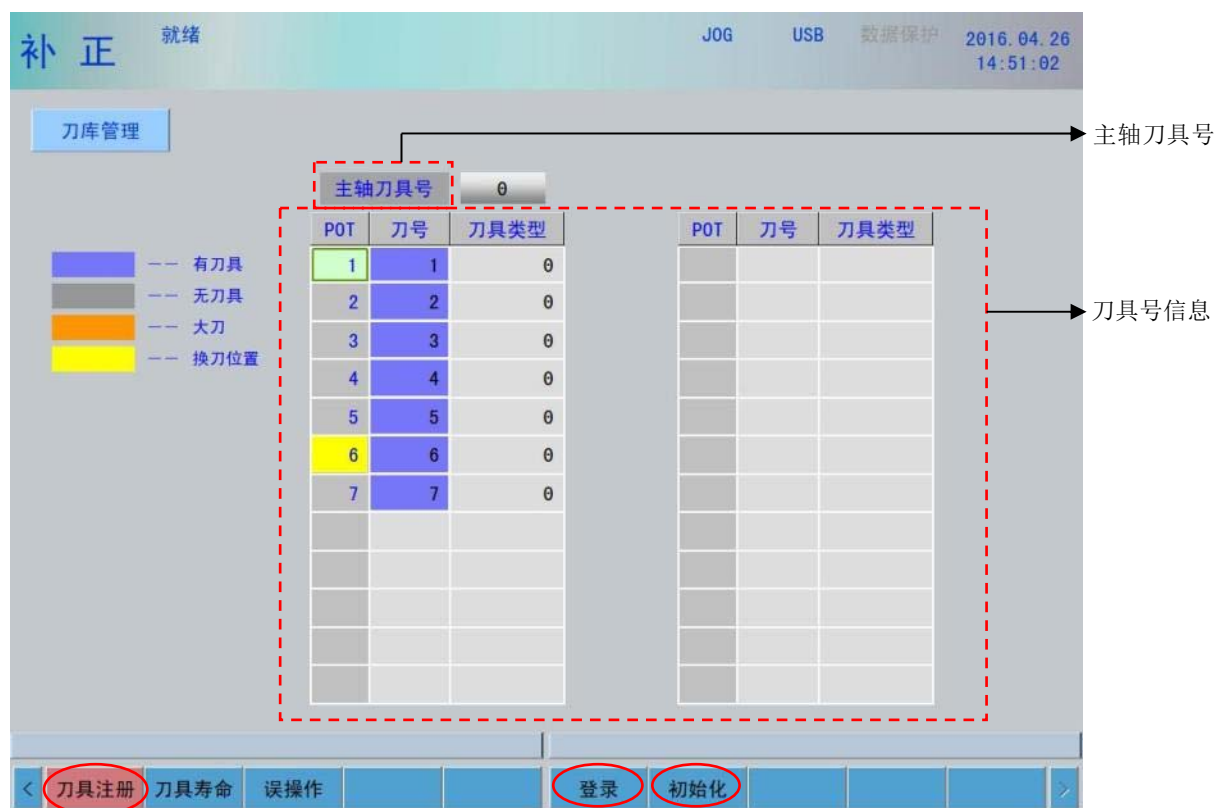 补 正 就绪 JOG USB 数据保护 2016.04.26
14:51:02
刀库管理
主轴刀具号
主轴刀具号 0
POT 刀号 刀具类型 POT 刀号 刀具类型
—— 有刀具
—— 无刀具
—— 大刀
—— 换刀位置
1 1 0
2 2 0
3 3 0
4 4 0
5 5 0
6 6 0
7 7 0
刀具号信息
< 刀具注册 刀具寿命 误操作 登录 初始化 >